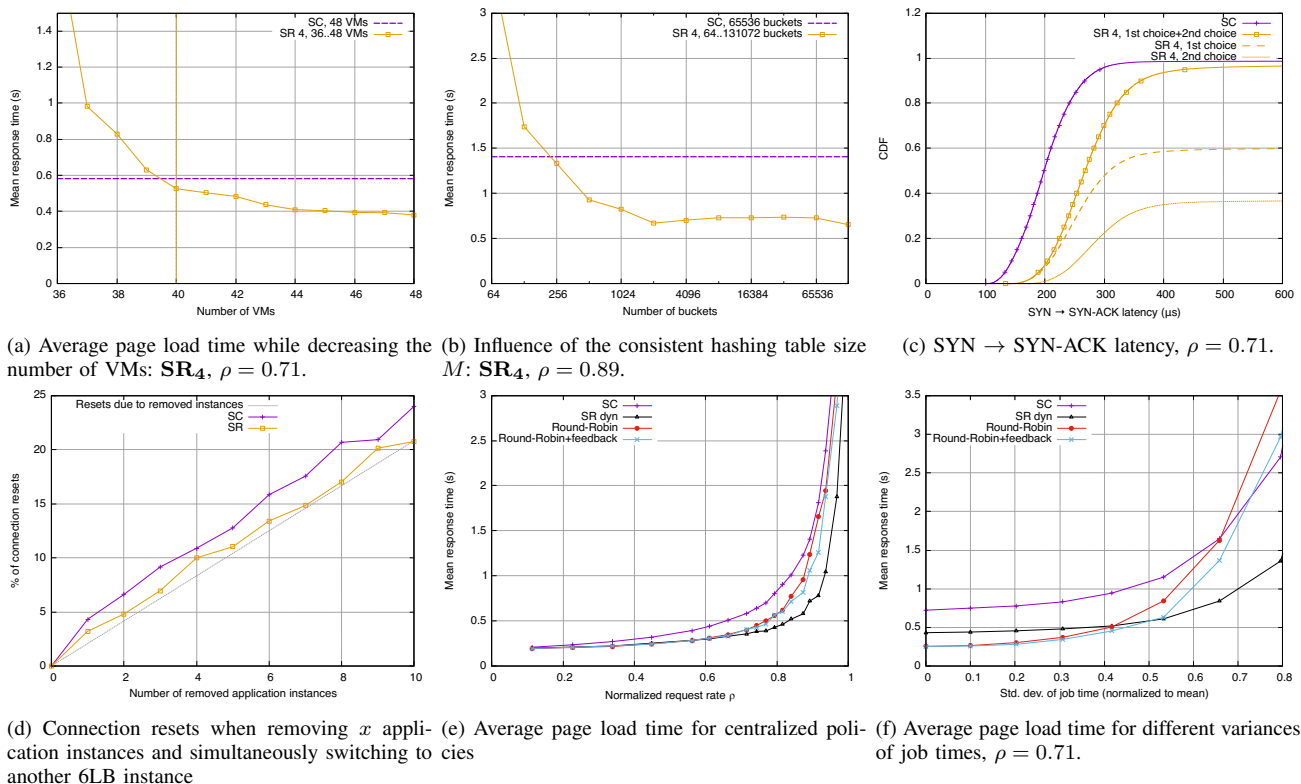 1.4
1.2
1
0.8
0.6
0.4
0.2
0
36 38 40 42 44 46 48
Mean response time (s)
Number of VMs
SC, 48 VMs
SR 4, 36..48 VMs
(a) Average page load time while decreasing the
number of VMs: SR4, ρ = 0.71.
3
2.5
2
1.5
1
0.5
0
64 256 1024 4096 16384 65536
Mean response time (s)
Number of buckets
SC, 65536 buckets
SR 4, 64..131072 buckets
(b) Influence of the consistent hashing table size
M: SR4, ρ = 0.89.
1.2
1
0.8
0.6
0.4
0.2
0
0 100 200 300 400 500 600
CDF
SYN → SYN-ACK latency (µs)
SC
SR 4, 1st choice+2nd choice
SR 4, 1st choice
SR 4, 2nd choice
(c) SYN → SYN-ACK latency, ρ = 0.71.
25
20
15
10
5
0
0 2 4 6 8 10
% of connection resets
Number of removed application instances
Resets due to removed instances
SC
SR
(d) Connection resets when removing x appli-
cation instances and simultaneously switching to
another 6LB instance
3
2.5
2
1.5
1
0.5
0
0 0.2 0.4 0.6 0.8 1
Mean response time (s)
Normalized request rate ρ
SC
SR dyn
Round-Robin
Round-Robin+feedback
(e) Average page load time for centralized poli-
cies
3.5
3
2.5
2
1.5
1
0.5
0
0 0.1 0.2 0.3 0.4 0.5 0.6 0.7 0.8
Mean response time (s)
Std. dev. of job time (normalized to mean)
SC
SR dyn
Round-Robin
Round-Robin+feedback
(f) Average page load time for different variances
of job times, ρ = 0.71.